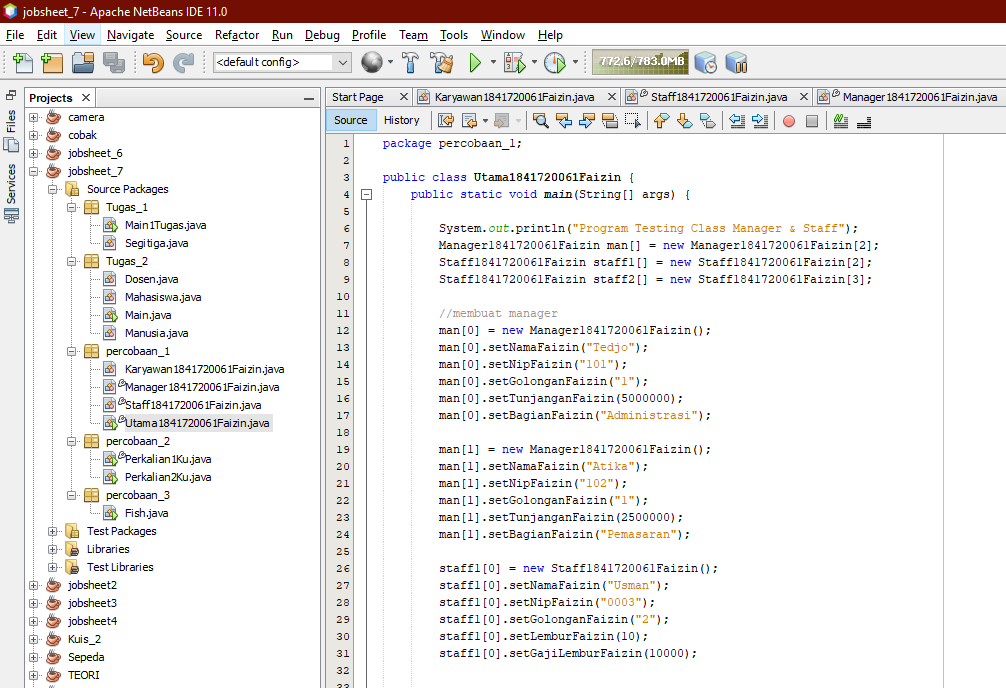 jobsheet_7 - Apache NetBeans IDE 11.0
File Edit View Navigate Source Refactor Run Debug Profile Team Tools Window Help
<default config> 772.6/783.0MB
Files
Services
Projects
camera
cobak
jobsheet_6
jobsheet_7
Source Packages
Tugas_1
Main1Tugas.java
Segitiga.java
Tugas_2
Dosen.java
Mahasiswa.java
Main.java
Manusia.java
percobaan_1
Karyawan1841720061Faizin.java
Manager1841720061Faizin.java
Staff1841720061Faizin.java
Utama1841720061Faizin.java
percobaan_2
Perkalian1Ku.java
Perkalian2Ku.java
percobaan_3
Fish.java
Test Packages
Libraries
Test Libraries
jobsheet2
jobsheet3
jobsheet4
Kuis_2
Sepeda
TEORI
Start Page Karyawan1841720061Faizin.java Staff1841720061Faizin.java Manager1841720061Faizin.java
Source History
1 package percobaan_1;
2
3 public class Utama1841720061Faizin {
4 public static void main(String[] args) {
5
6 System.out.println("Program Testing Class Manager & Staff");
7 Manager1841720061Faizin man[] = new Manager1841720061Faizin[2];
8 Staff1841720061Faizin staff1[] = new Staff1841720061Faizin[2];
9 Staff1841720061Faizin staff2[] = new Staff1841720061Faizin[3];
10
11 //membuat manager
12 man[0] = new Manager1841720061Faizin();
13 man[0].setNamaFaizin("Tedjo");
14 man[0].setNipFaizin("101");
15 man[0].setGolonganFaizin("1");
16 man[0].setTunjanganFaizin(5000000);
17 man[0].setBagianFaizin("Administrasi");
18
19 man[1] = new Manager1841720061Faizin();
20 man[1].setNamaFaizin("Atika");
21 man[1].setNipFaizin("102");
22 man[1].setGolonganFaizin("1");
23 man[1].setTunjanganFaizin(2500000);
24 man[1].setBagianFaizin("Pemasaran");
25
26 staff1[0] = new Staff1841720061Faizin();
27 staff1[0].setNamaFaizin("Usman");
28 staff1[0].setNipFaizin("0003");
29 staff1[0].setGolonganFaizin("2");
30 staff1[0].setLemburFaizin(10);
31 staff1[0].setGajiLemburFaizin(10000);
32